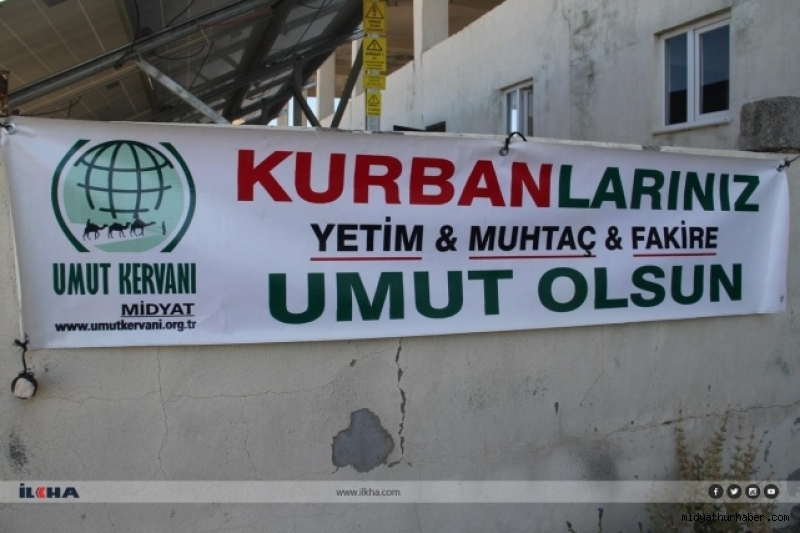 KURBANLARINIZ
YETİM & MUHTAÇ & FAKİRE
UMUT OLSUN
UMUT KERVANI
MİDYAT
www.umutkervani.org.tr
İLKHA
www.ilkha.com
midyathurhaber.com